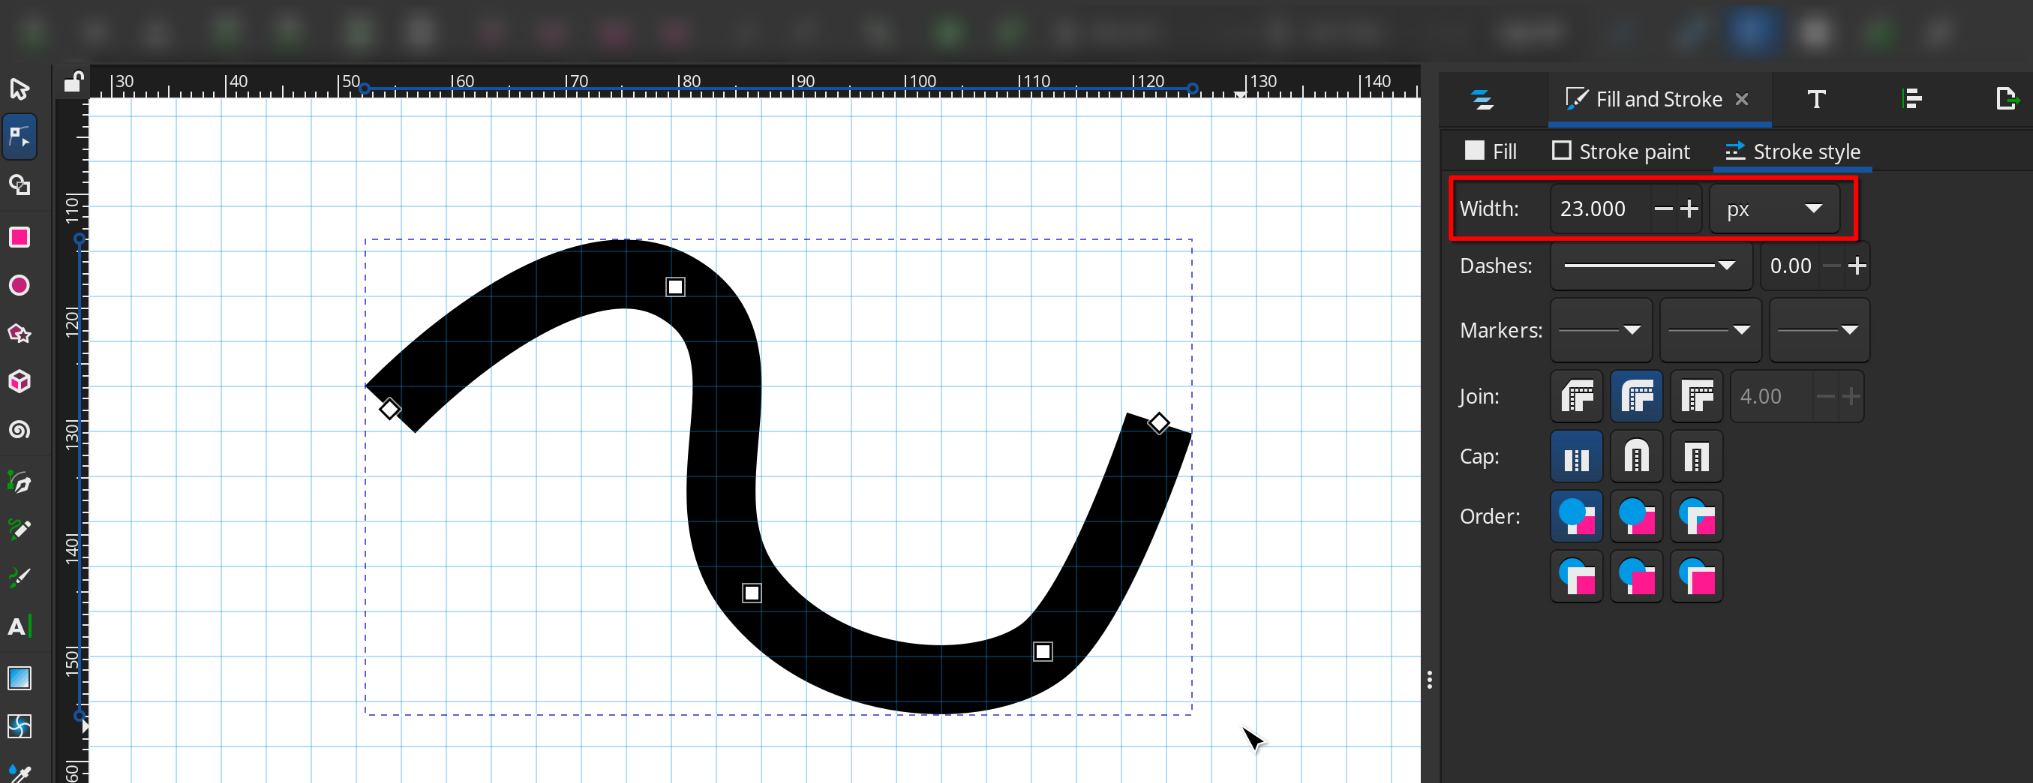 30 40 50 60 70 80 90 100 110 120 130 140
Fill and Stroke
T
Fill Stroke paint Stroke style
Width: 23.000 px
Dashes: 0.00
Markers:
Join: 4.00
Cap:
Order:
110
120
130
140
150
60
A